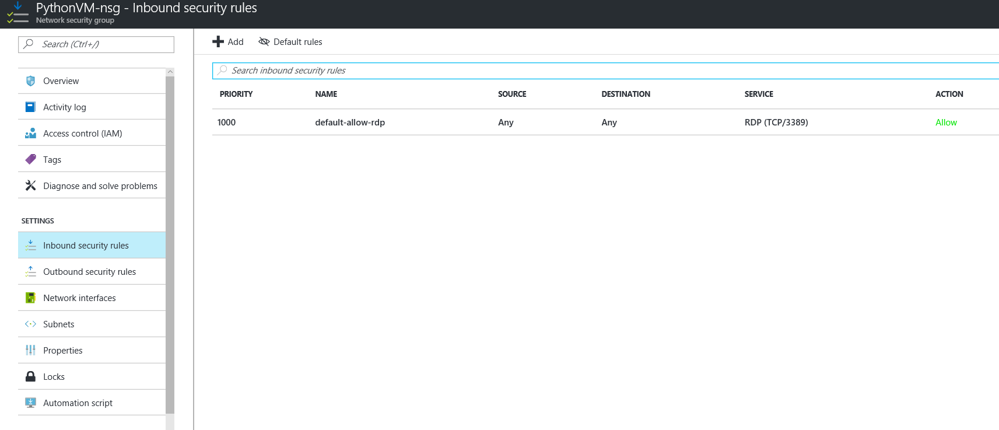 PythonVM-nsg - Inbound security rules
Network security group
Search (Ctrl+/)
Overview
Activity log
Access control (IAM)
Tags
Diagnose and solve problems
SETTINGS
Inbound security rules
Outbound security rules
Network interfaces
Subnets
Properties
Locks
Automation script
Add Default rules
Search inbound security rules
PRIORITY NAME SOURCE DESTINATION SERVICE ACTION
1000 default-allow-rdp Any Any RDP (TCP/3389) Allow